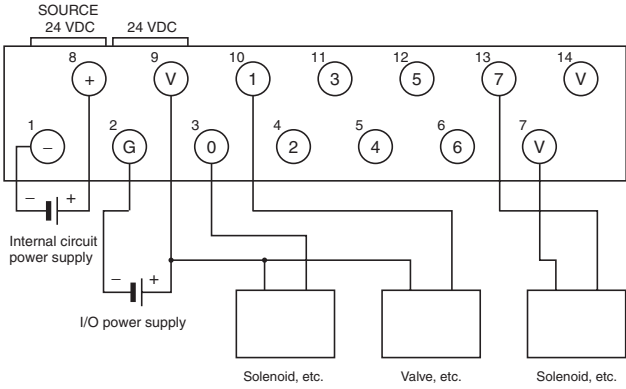 SOURCE
24 VDC 24 VDC
8 9 10 11 12 13 14
+ V 1 3 5 7 V
1 2 3 4 5 6 7
− G 0 2 4 6 V
− +
Internal circuit
power supply
− +
I/O power supply
Solenoid, etc. Valve, etc. Solenoid, etc.